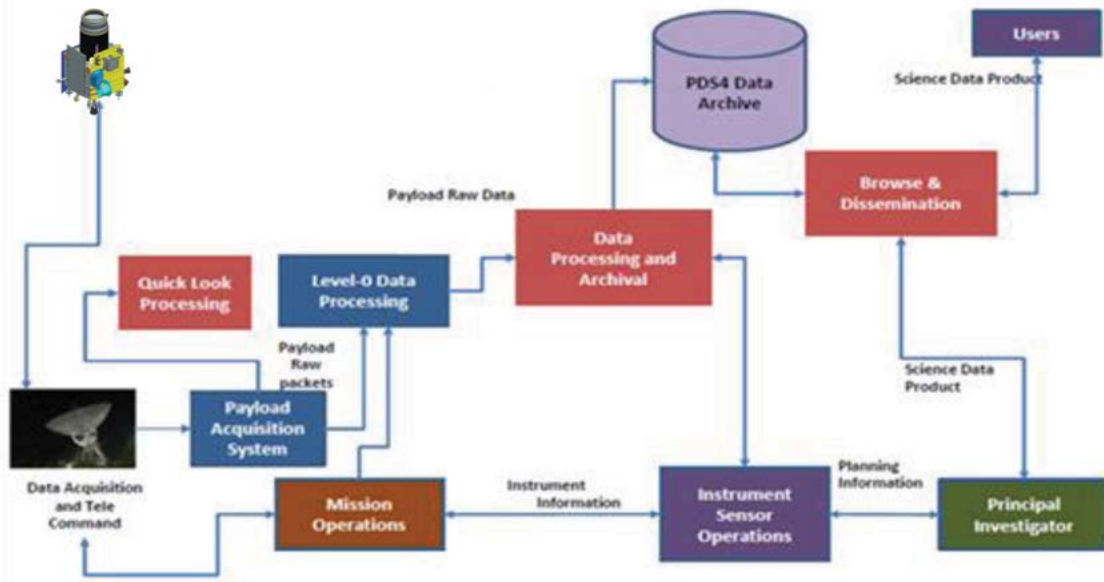 Users
Science Data Product
PDS4 Data
Archive
Browse &
Dissemination
Payload Raw Data
Data
Processing and
Archival
Quick Look
Processing
Level-0 Data
Processing
Payload
Raw
packets
Science Data
Product
Payload
Acquisition
System
Data Acquisition
and Tele
Command
Mission
Operations
Instrument
Information
Instrument
Sensor
Operations
Planning
Information
Principal
Investigator